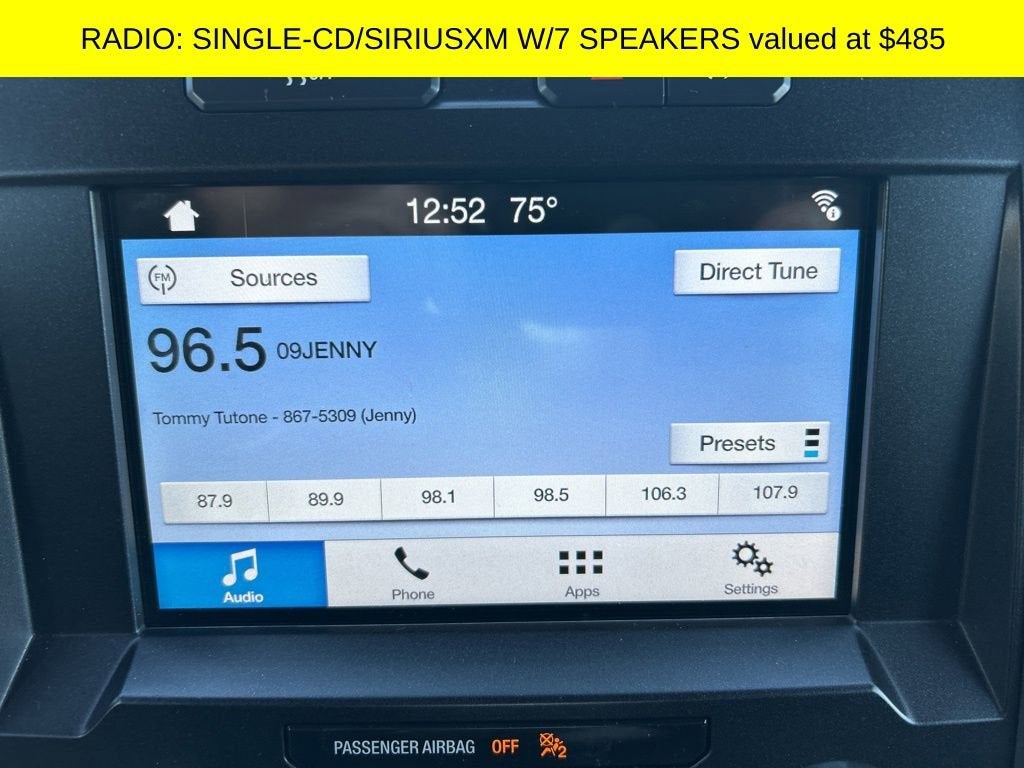 RADIO: SINGLE-CD/SIRIUSXM W/7 SPEAKERS valued at $485
12:52 75°
FM Sources
Direct Tune
96.5 09JENNY
Tommy Tutone - 867-5309 (Jenny)
Presets
87.9 89.9 98.1 98.5 106.3 107.9
Audio Phone Apps Settings
PASSENGER AIRBAG OFF 2